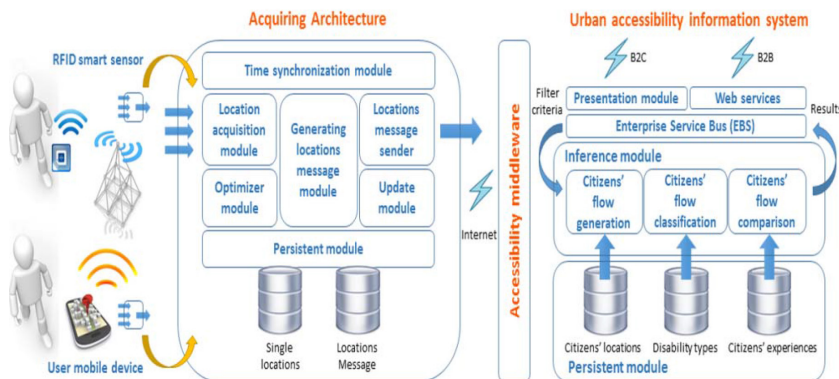 Acquiring Architecture
Urban accessibility information system
RFID smart sensor
B2C
B2B
Time synchronization module
Filter
criteria
Presentation module
Web services
Results
Location
acquisition
module
Generating
locations
message
module
Locations
message
sender
Enterprise Service Bus (EBS)
Inference module
Optimizer
module
Update
module
Citizens'
flow
generation
Citizens'
flow
classification
Citizens'
flow
comparison
Internet
Accessibility middleware
Persistent module
User mobile device
Single
locations
Locations
Message
Citizens' locations
Disability types
Citizens' experiences
Persistent module